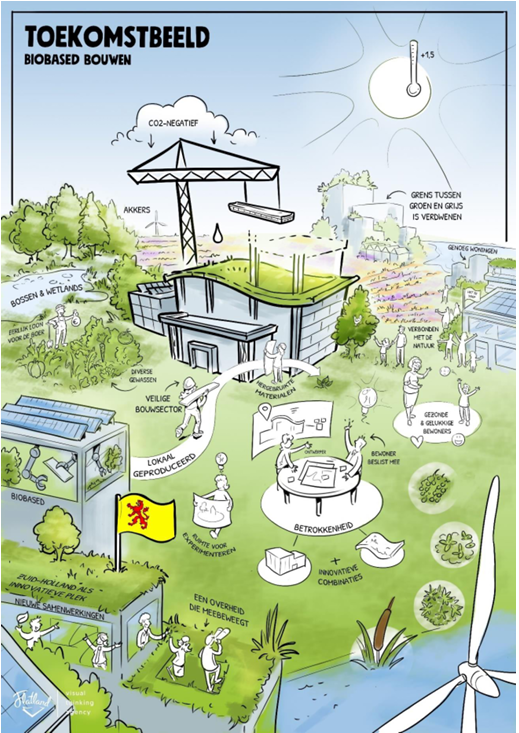 TOEKOMSTBEELD
BIOBASED BOUWEN
+1,5
CO2-NEGATIEF
AKKERS
GRENS TUSSEN
GROEN EN GRIJS
IS VERDWENEN
GENOEG WONINGEN
BOSSEN & WETLANDS
EERLIJK LOON
VOOR DE BOER
VERBONDEN
MET DE
NATUUR
DIVERSE
GEWASSEN
VEILIGE
BOUWSECTOR
HERGEBRUIKTE
MATERIALEN
GEZONDE
& GELUKKIGE
BEWONERS
LOKAAL
GEPRODUCEERD
ONTWERPER
BEWONER
BESLIST MEE
BIOBASED
BETROKKENHEID
RUIMTE VOOR
EXPERIMENTEREN
+
INNOVATIEVE
COMBINATIES
ZUID-HOLLAND ALS
INNOVATIEVE PLEK
NIEUWE SAMENWERKINGEN
EEN OVERHEID
DIE MEEBEWEEGT
Flatland
visual
thinking
agency